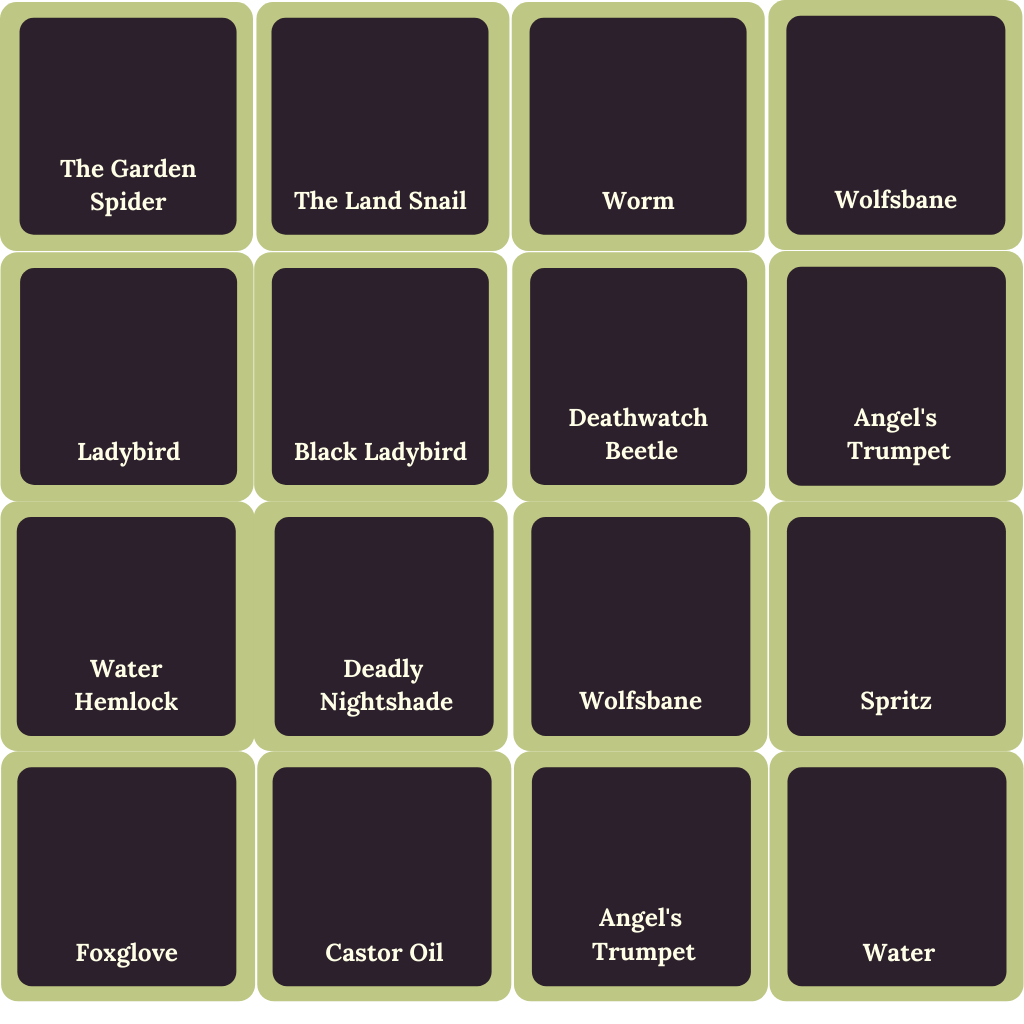 The Garden
Spider
The Land Snail
Worm
Wolfsbane
Ladybird
Black Ladybird
Deathwatch
Beetle
Angel's
Trumpet
Water
Hemlock
Deadly
Nightshade
Wolfsbane
Spritz
Foxglove
Castor Oil
Angel's
Trumpet
Water